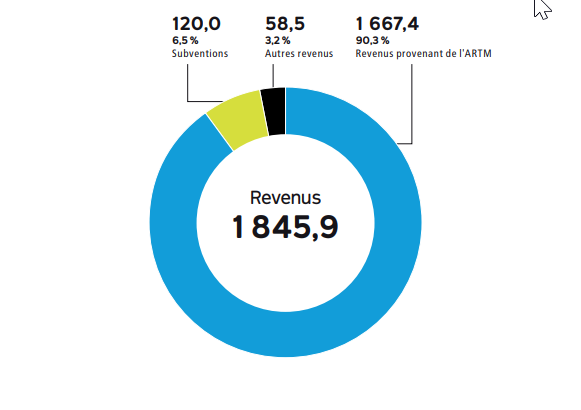 120,0
6,5 %
Subventions
58,5
3,2 %
Autres revenus
1 667,4
90,3 %
Revenus provenant de l'ARTM
Revenus
1 845,9